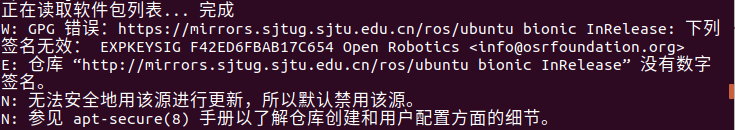 正在读取软件包列表... 完成
W: GPG 错误：https://mirrors.sjtug.sjtu.edu.cn/ros/ubuntu bionic InRelease: 下列
签名无效： EXPKEYSIG F42ED6FBAB17C654 Open Robotics <info@osrfoundation.org>
E: 仓库 “http://mirrors.sjtug.sjtu.edu.cn/ros/ubuntu bionic InRelease” 没有数字
签名。
N: 无法安全地用该源进行更新，所以默认禁用该源。
N: 参见 apt-secure(8) 手册以了解仓库创建和用户配置方面的细节。